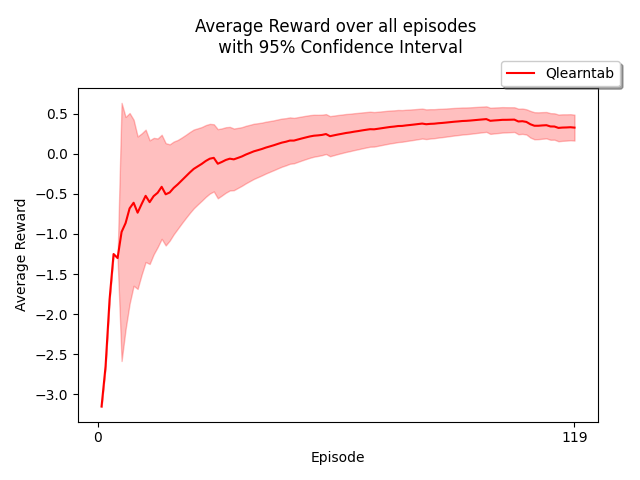 Average Reward over all episodes
with 95% Confidence Interval
Qlearntab
0.5
0.0
−0.5
−1.0
−1.5
−2.0
−2.5
−3.0
Average Reward
0
119
Episode